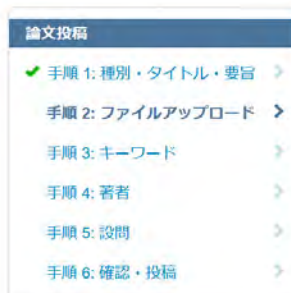 論文投稿
手順 1: 種別・タイトル・要旨
手順 2: ファイルアップロード
手順 3: キーワード
手順 4: 著者
手順 5: 設問
手順 6: 確認・投稿